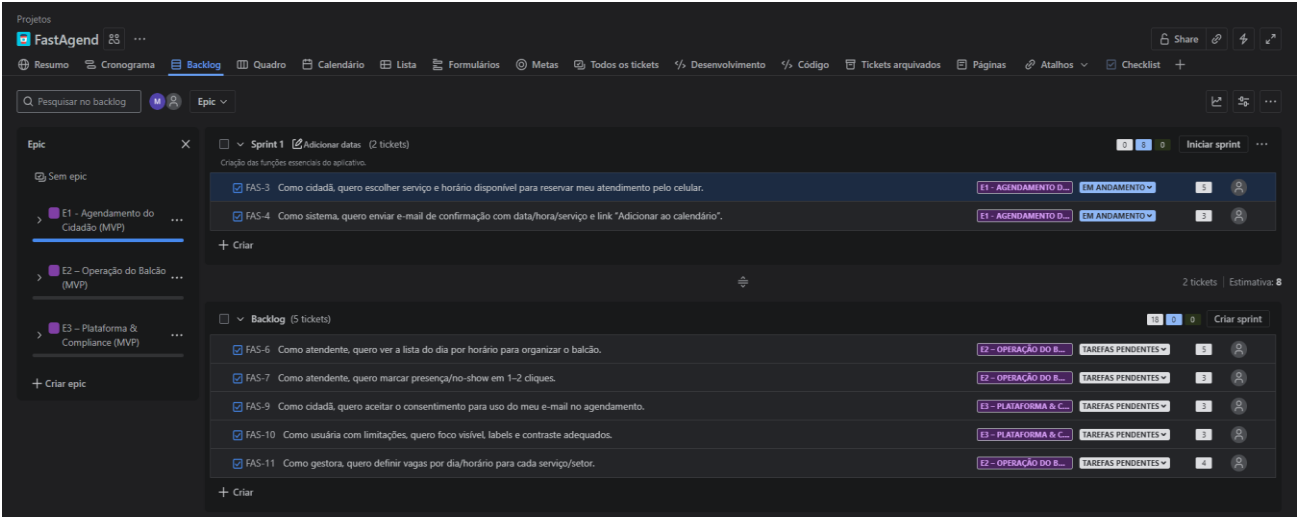 Projetos
FastAgend
Share
Resumo Cronograma Backlog Quadro Calendário Lista Formulários Metas Todos os tickets Desenvolvimento Código Tickets arquivados Páginas Atalhos Checklist
Pesquisar no backlog M Epic
Epic
Sem epic
E1 - Agendamento do
Cidadão (MVP)
E2 – Operação do Balcão
(MVP)
E3 – Plataforma &
Compliance (MVP)
+ Criar epic
Sprint 1 Adicionar datas (2 tickets) 0 8 0 Iniciar sprint
Criação das funções essenciais do aplicativo.
FAS-3 Como cidadã, quero escolher serviço e horário disponível para reservar meu atendimento pelo celular. E1 - AGENDAMENTO D... EM ANDAMENTO 5
FAS-4 Como sistema, quero enviar e-mail de confirmação com data/hora/serviço e link "Adicionar ao calendário". E1 - AGENDAMENTO D... EM ANDAMENTO 3
+ Criar
2 tickets | Estimativa: 8
Backlog (5 tickets) 18 0 0 Criar sprint
FAS-6 Como atendente, quero ver a lista do dia por horário para organizar o balcão. E2 – OPERAÇÃO DO B... TAREFAS PENDENTES 5
FAS-7 Como atendente, quero marcar presença/no-show em 1–2 cliques. E2 – OPERAÇÃO DO B... TAREFAS PENDENTES 3
FAS-9 Como cidadã, quero aceitar o consentimento para uso do meu e-mail no agendamento. E3 – PLATAFORMA & C... TAREFAS PENDENTES 3
FAS-10 Como usuária com limitações, quero foco visível, labels e contraste adequados. E3 – PLATAFORMA & C... TAREFAS PENDENTES 3
FAS-11 Como gestora, quero definir vagas por dia/horário para cada serviço/setor. E2 – OPERAÇÃO DO B... TAREFAS PENDENTES 4
+ Criar